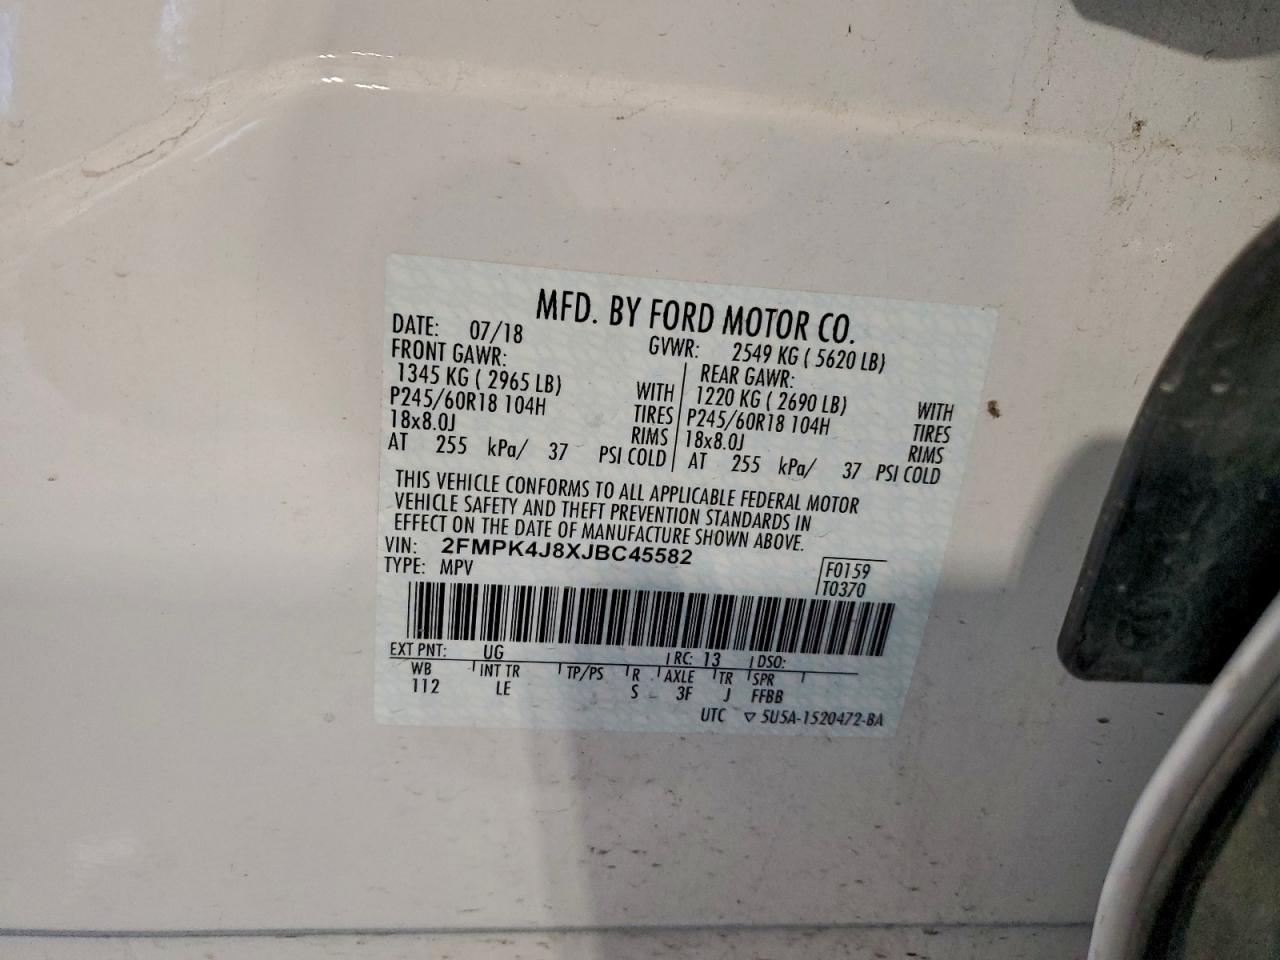 MFD. BY FORD MOTOR CO.
DATE: 07/18 GVWR: 2549 KG ( 5620 LB)
FRONT GAWR: REAR GAWR:
1345 KG ( 2965 LB) WITH 1220 KG ( 2690 LB) WITH
P245/60R18 104H TIRES P245/60R18 104H TIRES
18x8.0J RIMS 18x8.0J RIMS
AT 255 kPa/ 37 PSI COLD AT 255 kPa/ 37 PSI COLD
THIS VEHICLE CONFORMS TO ALL APPLICABLE FEDERAL MOTOR
VEHICLE SAFETY AND THEFT PREVENTION STANDARDS IN
EFFECT ON THE DATE OF MANUFACTURE SHOWN ABOVE.
VIN: 2FMPK4J8XJBC45582 F0159
TYPE: MPV T0370
EXT PNT: UG RC: 13 DSO:
WB INT TR TP/PS R AXLE TR SPR
112 LE S 3F J FFBB
UTC ▽ 5U5A-1520472-BA